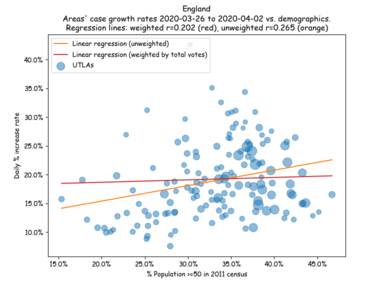 England
Areas' case growth rates 2020-03-26 to 2020-04-02 vs. demographics.
Regression lines: weighted r=0.202 (red), unweighted r=0.265 (orange)
Linear regression (unweighted)
Linear regression (weighted by total votes)
UTLAs
Daily % increase rate
40.0%
35.0%
30.0%
25.0%
20.0%
15.0%
10.0%
15.0% 20.0% 25.0% 30.0% 35.0% 40.0% 45.0%
% Population >=50 in 2011 census